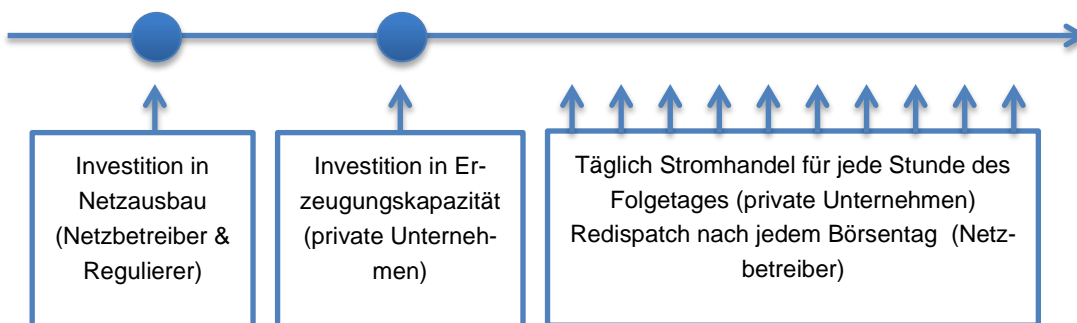 Investition in
Netzausbau
(Netzbetreiber &
Regulierer)
Investition in Er-
zeugungskapazität
(private Unterneh-
men)
Täglich Stromhandel für jede Stunde des
Folgetages (private Unternehmen)
Redispatch nach jedem Börsentag  (Netz-
betreiber)